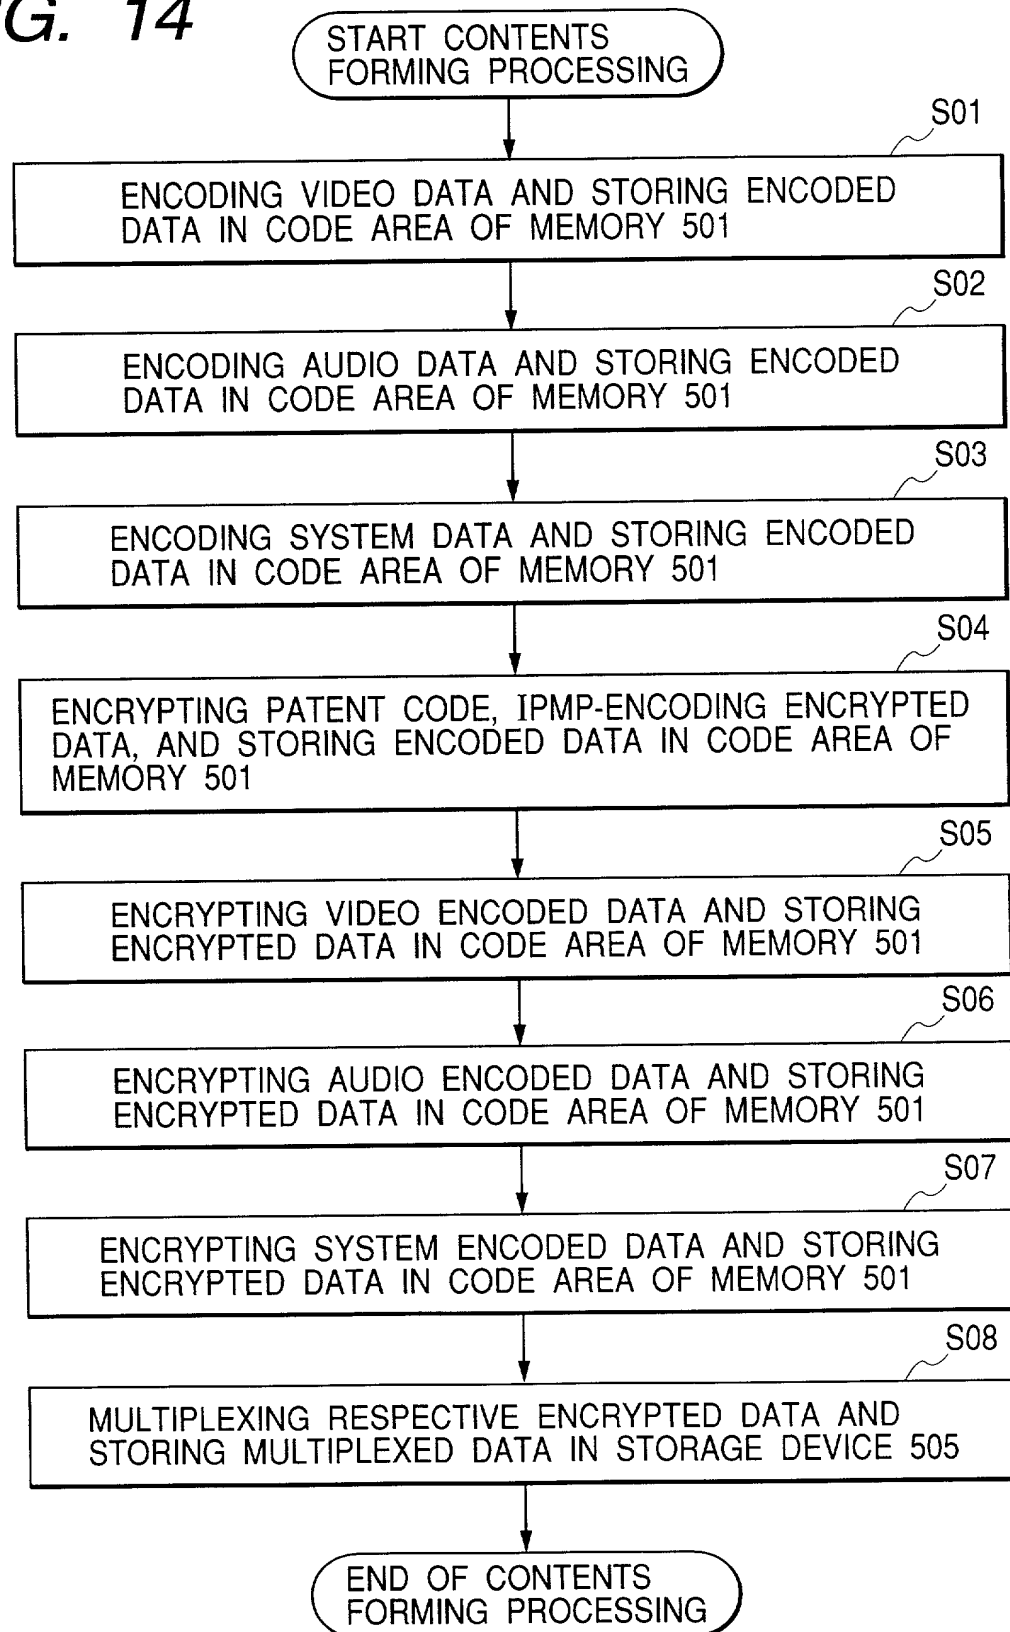 G. 14
START CONTENTS
FORMING PROCESSING
S01
ENCODING VIDEO DATA AND STORING ENCODED
DATA IN CODE AREA OF MEMORY 501
S02
ENCODING AUDIO DATA AND STORING ENCODED
DATA IN CODE AREA OF MEMORY 501
S03
ENCODING SYSTEM DATA AND STORING ENCODED
DATA IN CODE AREA OF MEMORY 501
S04
ENCRYPTING PATENT CODE, IPMP-ENCODING ENCRYPTED
DATA, AND STORING ENCODED DATA IN CODE AREA OF
MEMORY 501
S05
ENCRYPTING VIDEO ENCODED DATA AND STORING
ENCRYPTED DATA IN CODE AREA OF MEMORY 501
S06
ENCRYPTING AUDIO ENCODED DATA AND STORING
ENCRYPTED DATA IN CODE AREA OF MEMORY 501
S07
ENCRYPTING SYSTEM ENCODED DATA AND STORING
ENCRYPTED DATA IN CODE AREA OF MEMORY 501
S08
MULTIPLEXING RESPECTIVE ENCRYPTED DATA AND
STORING MULTIPLEXED DATA IN STORAGE DEVICE 505
END OF CONTENTS
FORMING PROCESSING